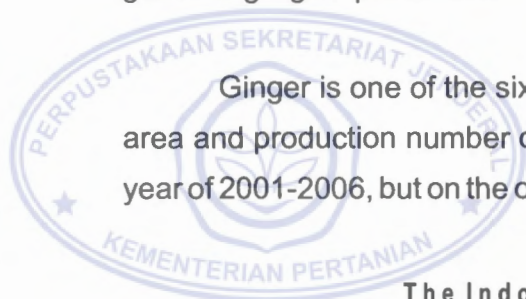 PERPUSTAKAAN SEKRETARIAT JENDERAL
Ginger is one of the six
area and production number
year of 2001-2006, but on the
KEMENTERIAN PERTANIAN
The Indo